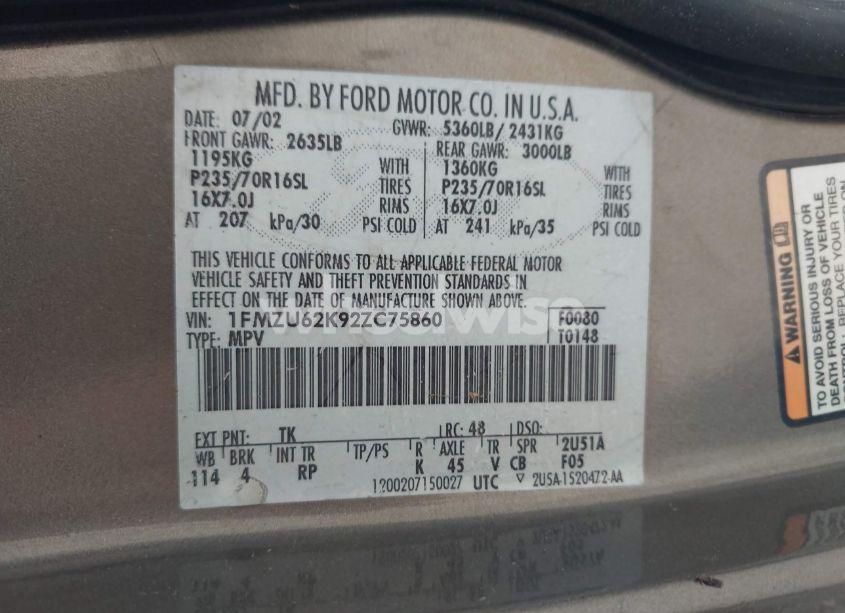 MFD. BY FORD MOTOR CO. IN U.S.A.
DATE: 07/02 GVWR: 5360LB/ 2431KG
FRONT GAWR: 2635LB REAR GAWR: 3000LB
1195KG WITH 1360KG WITH
P235/70R16SL TIRES P235/70R16SL TIRES
16X7.0J RIMS 16X7.0J RIMS
AT 207 kPa/30 PSI COLD AT 241 kPa/35 PSI COLD
THIS VEHICLE CONFORMS TO ALL APPLICABLE FEDERAL MOTOR
VEHICLE SAFETY AND THEFT PREVENTION STANDARDS IN
EFFECT ON THE DATE OF MANUFACTURE SHOWN ABOVE.
VIN: 1FMZU62K92ZC75860 F0080
TYPE: MPV T0148
EXT PNT: TK RC: 48 DSO:
WB BRK INT TR TP/PS R AXLE TR SPR 2U51A
114 4 RP K 45 V CB F05
1200207150027 UTC ▽ 2U5A-1520472-AA
WARNING
TO AVOID SERIOUS INJURY OR
DEATH FROM LOSS OF VEHICLE
CONTROL: REPLACE YOUR TIRES